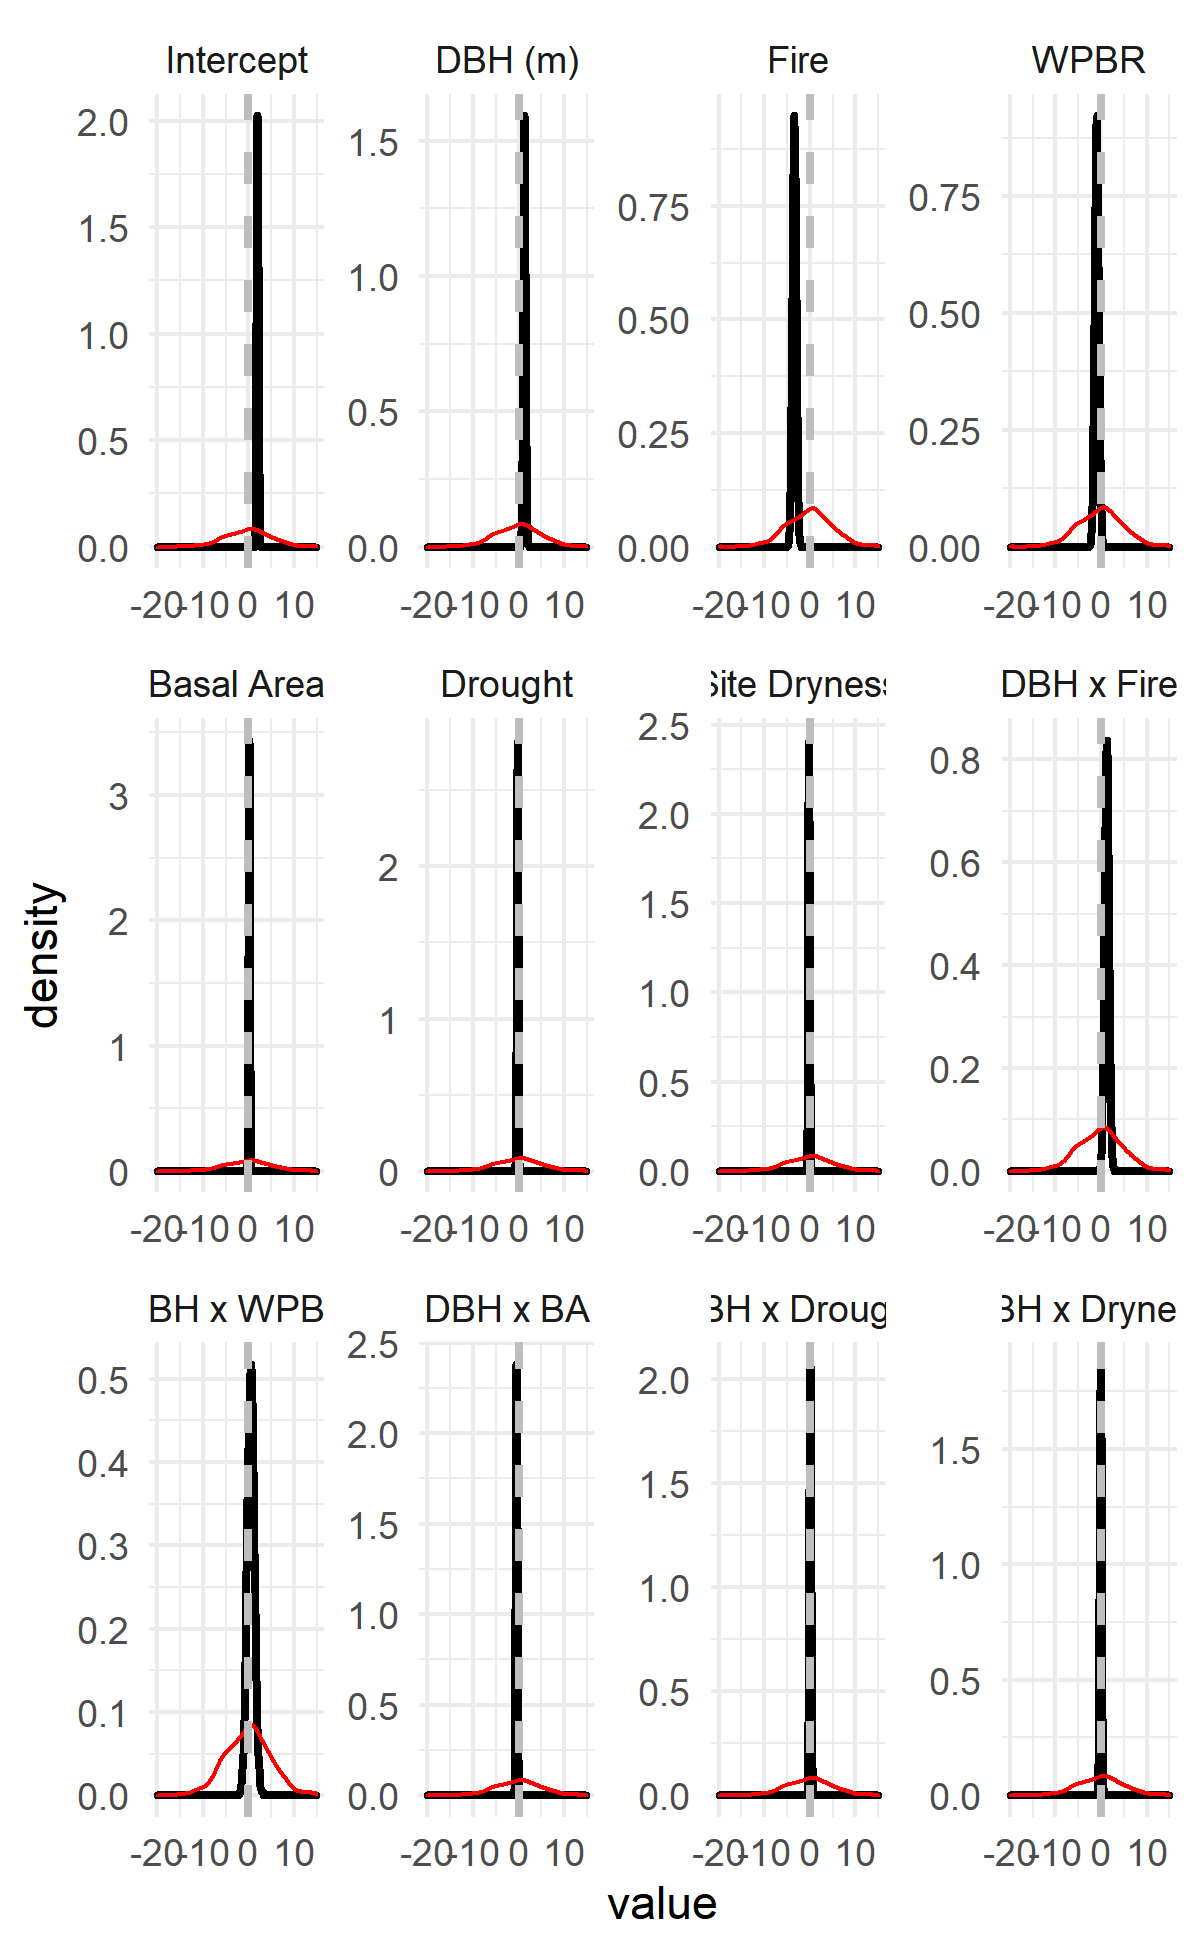 Intercept DBH (m) Fire WPBR
2.0 1.5 1.0 0.5 0.0
1.5 1.0 0.5 0.0
0.75 0.50 0.25 0.00
0.75 0.50 0.25 0.00
-20 -10 0 10 -20 -10 0 10 -20 -10 0 10 -20 -10 0 10
Basal Area Drought Site Dryness DBH x Fire
3 2 1 0
2 1 0
2.5 2.0 1.5 1.0 0.5 0.0
0.8 0.6 0.4 0.2 0.0
-20 -10 0 10 -20 -10 0 10 -20 -10 0 10 -20 -10 0 10
BH x WPB DBH x BA BH x Droug BH x Dryne
0.5 0.4 0.3 0.2 0.1 0.0
2.5 2.0 1.5 1.0 0.5 0.0
2.0 1.5 1.0 0.5 0.0
1.5 1.0 0.5 0.0
-20 -10 0 10 -20 -10 0 10 -20 -10 0 10 -20 -10 0 10
density
value